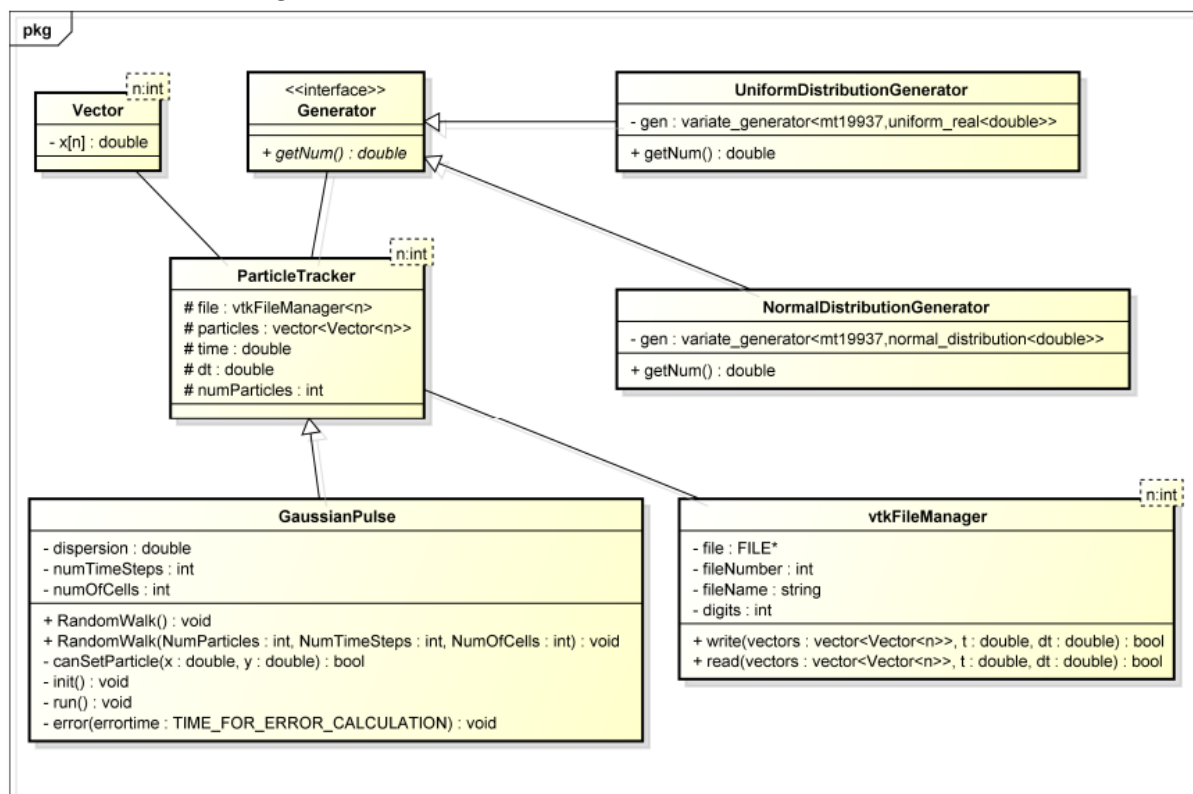 pkg
n:int
Vector
- x[n] : double
<<interface>>
Generator
+ getNum() : double
UniformDistributionGenerator
- gen : variate_generator<mt19937,uniform_real<double>>
+ getNum() : double
n:int
ParticleTracker
# file : vtkFileManager<n>
# particles : vector<Vector<n>>
# time : double
# dt : double
# numParticles : int
NormalDistributionGenerator
- gen : variate_generator<mt19937,normal_distribution<double>>
+ getNum() : double
GaussianPulse
- dispersion : double
- numTimeSteps : int
- numOfCells : int
+ RandomWalk() : void
+ RandomWalk(NumParticles : int, NumTimeSteps : int, NumOfCells : int) : void
- canSetParticle(x : double, y : double) : bool
- init() : void
- run() : void
- error(errortime : TIME_FOR_ERROR_CALCULATION) : void
n:int
vtkFileManager
- file : FILE*
- fileNumber : int
- fileName : string
- digits : int
+ write(vectors : vector<Vector<n>>, t : double, dt : double) : bool
+ read(vectors : vector<Vector<n>>, t : double, dt : double) : bool